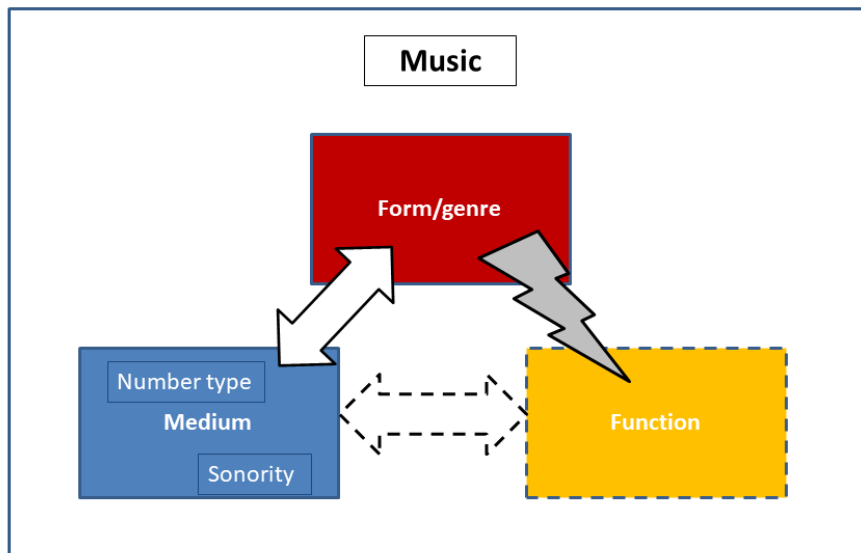 Music
Form/genre
Number type
Medium
Function
Sonority